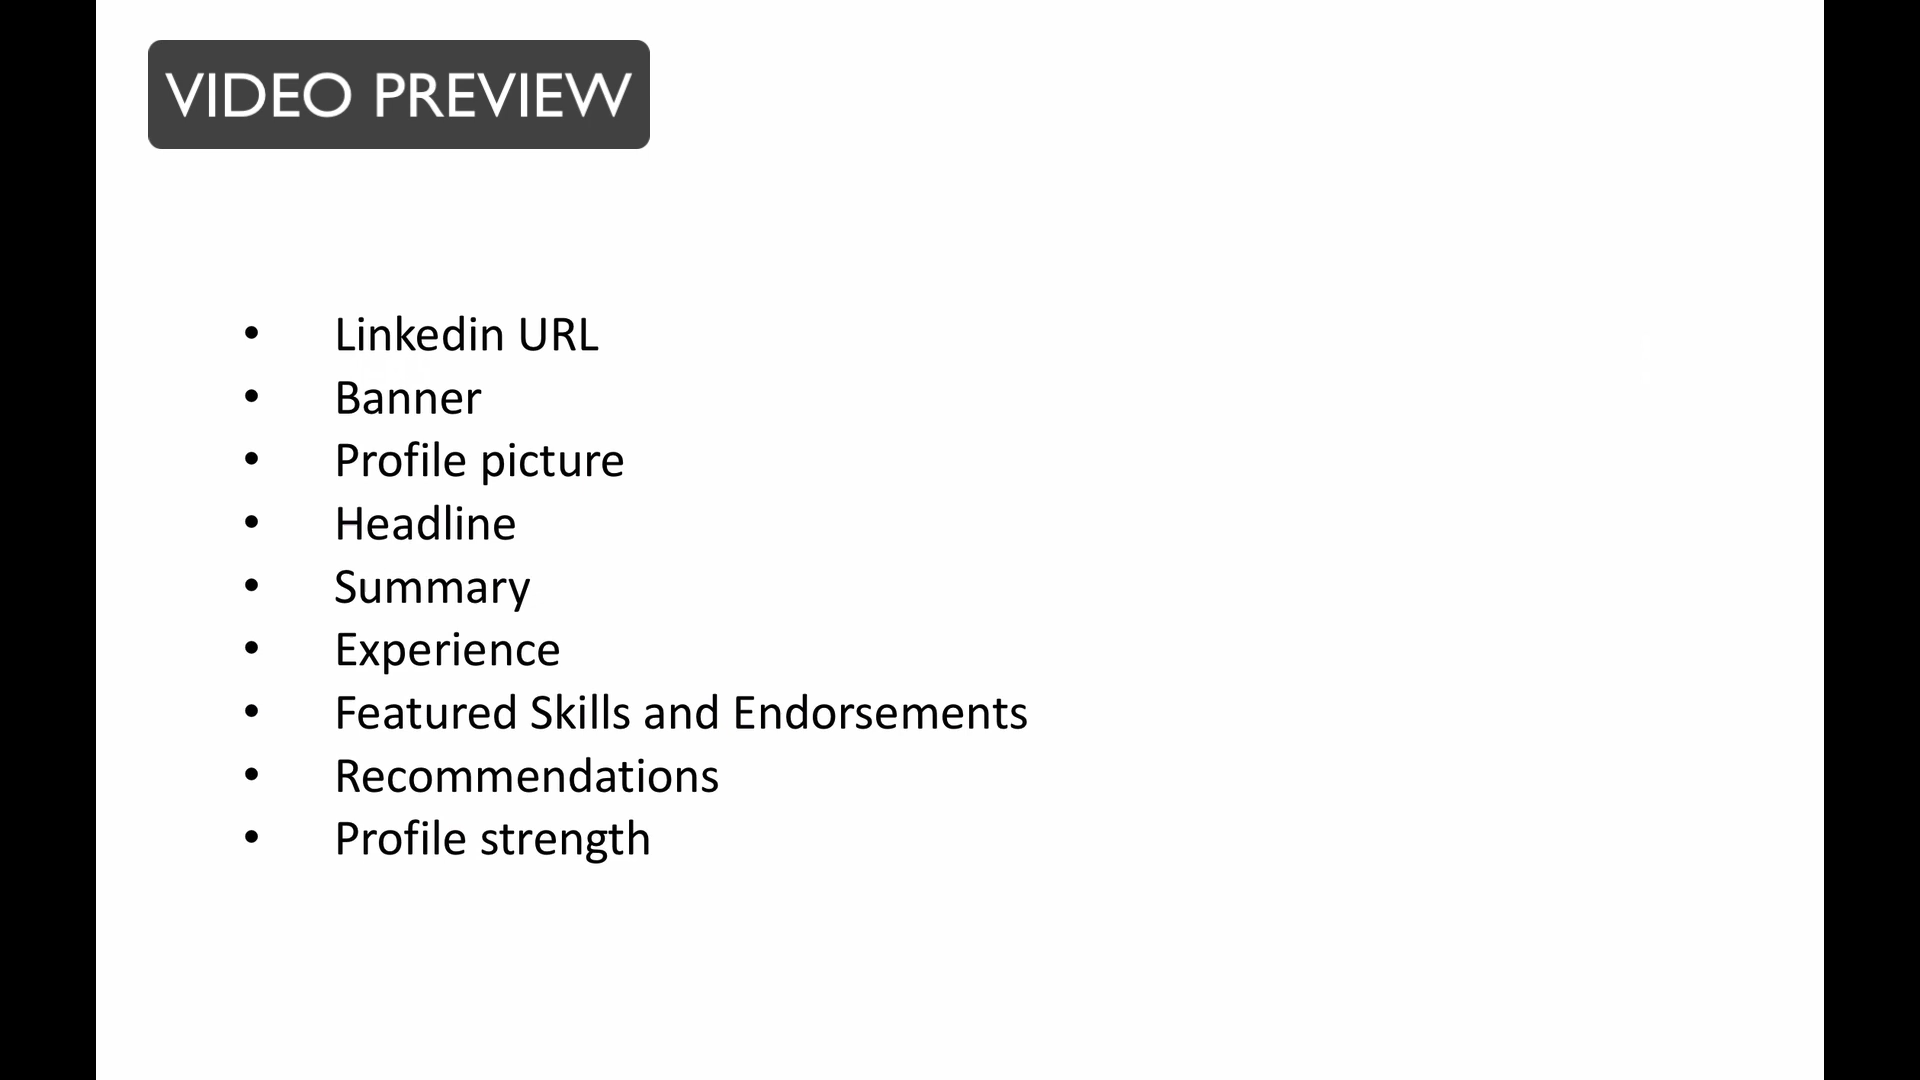 VIDEO PREVIEW
• Linkedin URL
• Banner
• Profile picture
• Headline
• Summary
• Experience
• Featured Skills and Endorsements
• Recommendations
• Profile strength